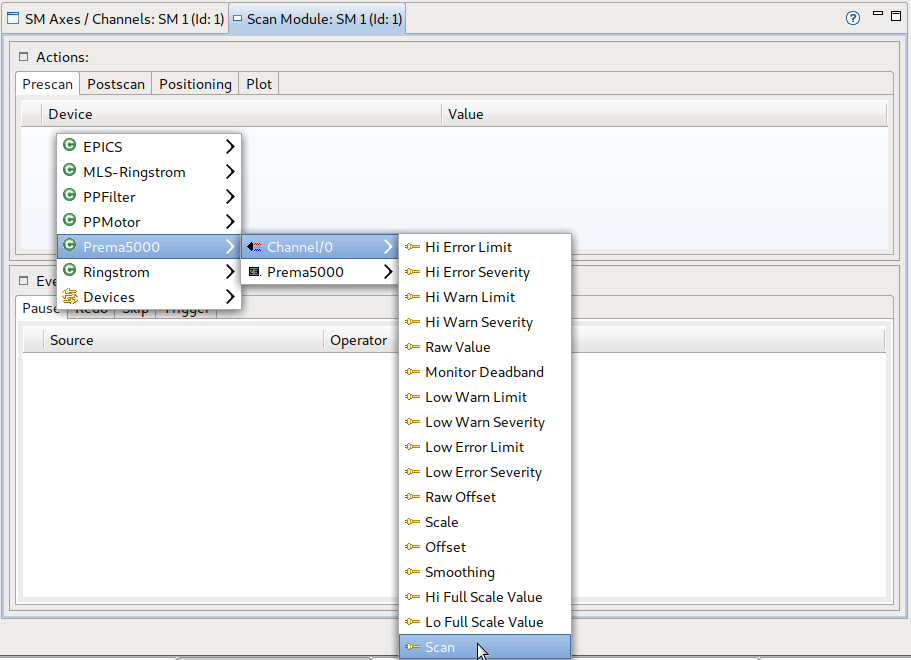 SM Axes / Channels: SM 1 (Id: 1)
Scan Module: SM 1 (Id: 1)
Actions:
Prescan
Postscan
Positioning
Plot
Device
Value
EPICS
MLS-Ringstrom
PPFilter
PPMotor
Prema5000
Ringstrom
Devices
Channel/0
Prema5000
Hi Error Limit
Hi Error Severity
Hi Warn Limit
Hi Warn Severity
Raw Value
Monitor Deadband
Low Warn Limit
Low Warn Severity
Low Error Limit
Low Error Severity
Raw Offset
Scale
Offset
Smoothing
Hi Full Scale Value
Lo Full Scale Value
Scan
Eve
Pause
Redo
Skip
Trigger
Source
Operator